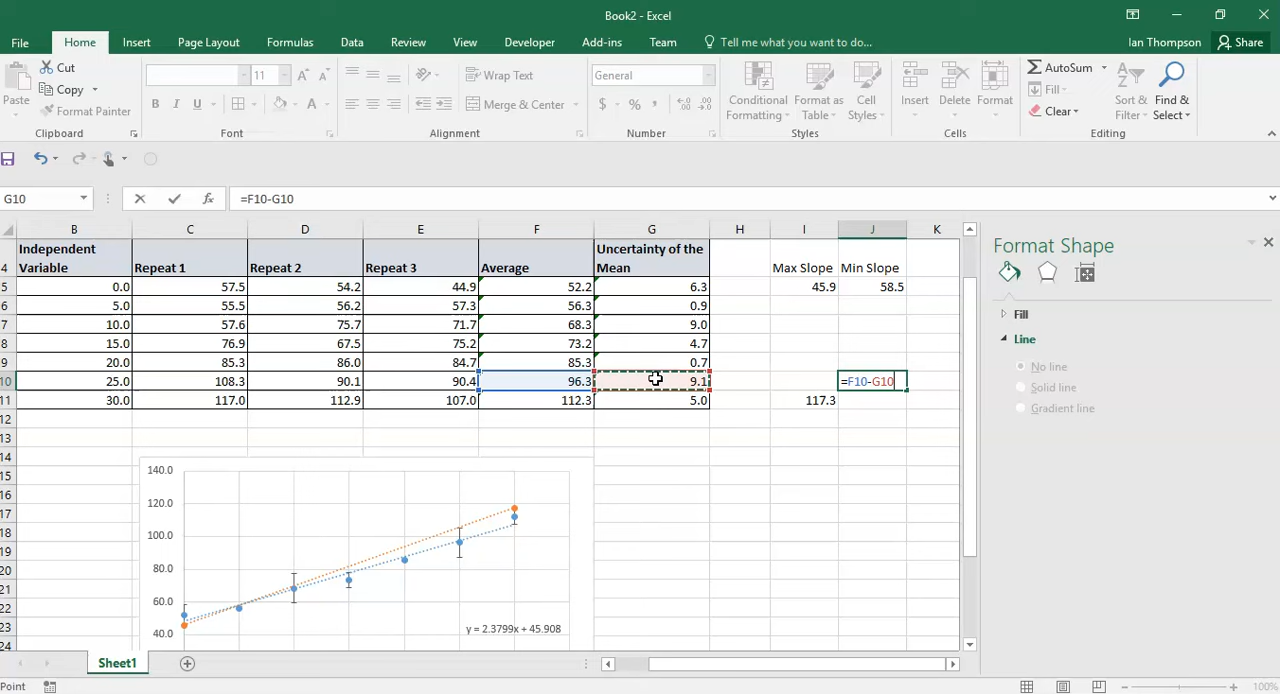 Book2 - Excel
File Home Insert Page Layout Formulas Data Review View Developer Add-ins Team Tell me what you want to do... Ian Thompson Share
Paste Cut Copy Format Painter Clipboard
11 B I U A A A Font
Wrap Text Merge & Center Alignment
General $ % , Number
Conditional Formatting Format as Table Cell Styles Styles
Insert Delete Format Cells
AutoSum Fill Clear Sort & Filter Find & Select Editing
G10 fx =F10-G10
B C D E F G H I J K
Independent Uncertainty of the
4 Variable Repeat 1 Repeat 2 Repeat 3 Average Mean Max Slope Min Slope
5 0.0 57.5 54.2 44.9 52.2 6.3 45.9 58.5
6 5.0 55.5 56.2 57.3 56.3 0.9
7 10.0 57.6 75.7 71.7 68.3 9.0
8 15.0 76.9 67.5 75.2 73.2 4.7
9 20.0 85.3 86.0 84.7 85.3 0.7
10 25.0 108.3 90.1 90.4 96.3 9.1 =F10-G10
11 30.0 117.0 112.9 107.0 112.3 5.0 117.3
12
13
14
15
16
17
18
19
20
21
22
23
24
140.0
120.0
100.0
80.0
60.0
40.0
y = 2.3799x + 45.908
Format Shape
Fill
Line
No line
Solid line
Gradient line
Sheet1
Point 100%